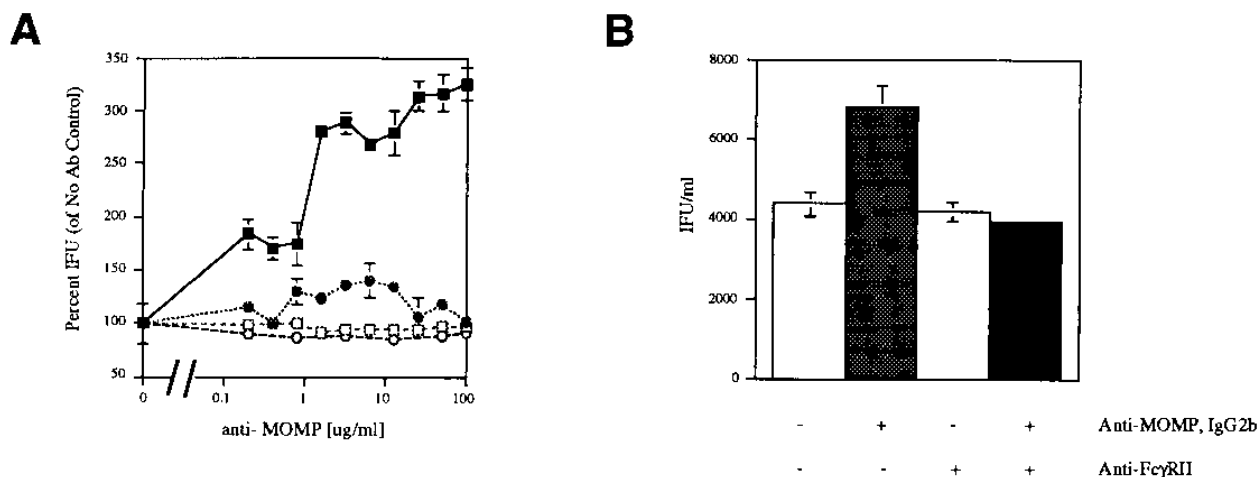 A
350
300
250
200
150
100
50
Percent IFU (of No Ab Control)
0
0.1
1
10
100
anti- MOMP [ug/ml]
B
8000
6000
4000
2000
0
IFU/ml
- + - + Anti-MOMP, IgG2b
- - + + Anti-FcγRII